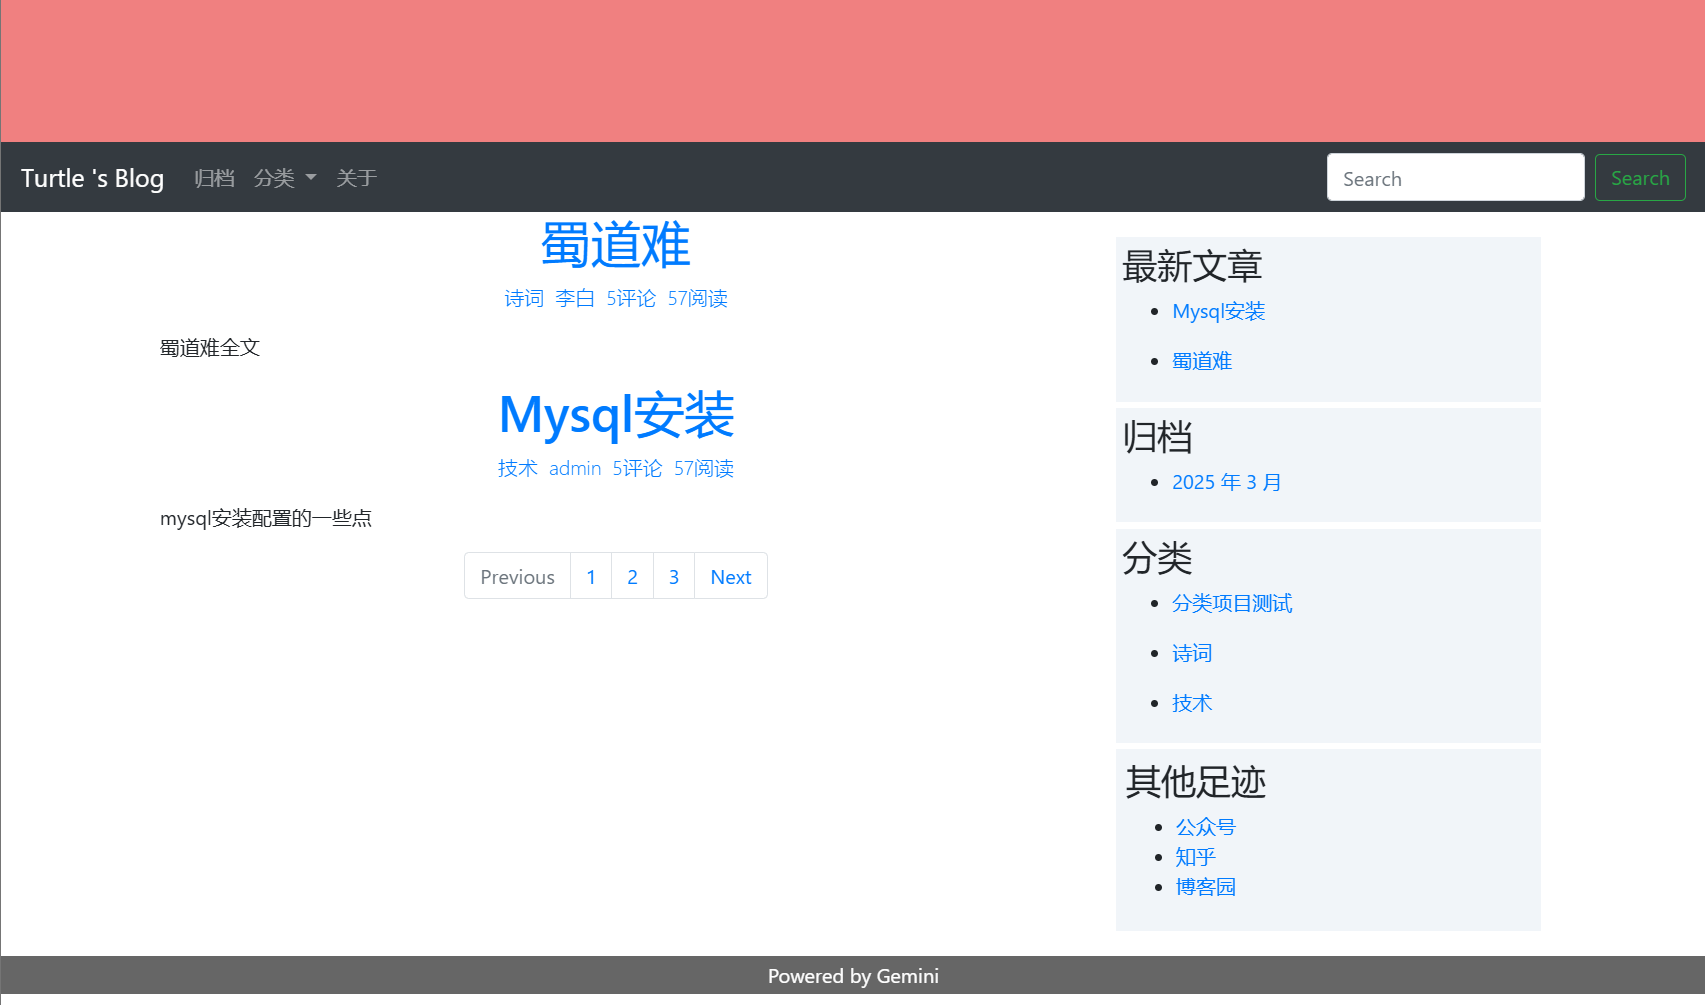 Turtle 's Blog 归档 分类 关于 Search Search
蜀道难
诗词 李白 5评论 57阅读
蜀道难全文
Mysql安装
技术 admin 5评论 57阅读
mysql安装配置的一些点
Previous 1 2 3 Next
最新文章
Mysql安装
蜀道难
归档
2025 年 3 月
分类
分类项目测试
诗词
技术
其他足迹
公众号
知乎
博客园
Powered by Gemini